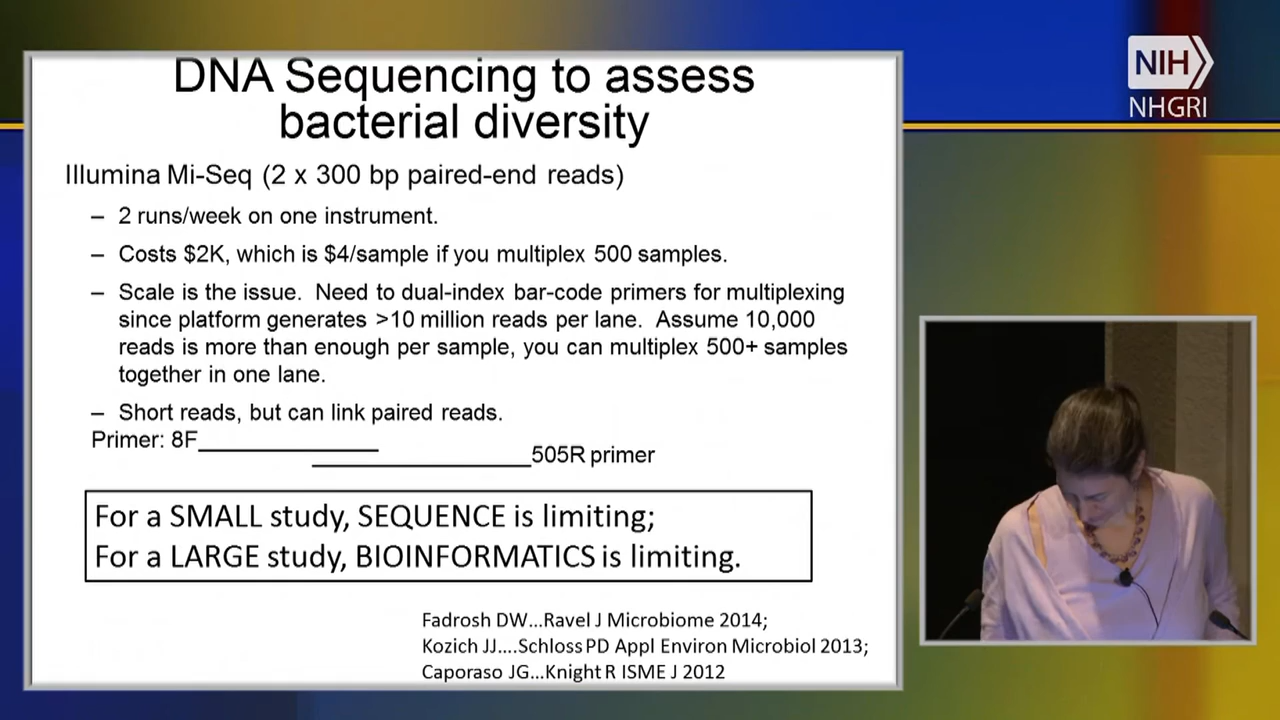 DNA Sequencing to assess
bacterial diversity
Illumina Mi-Seq (2 x 300 bp paired-end reads)
– 2 runs/week on one instrument.
– Costs $2K, which is $4/sample if you multiplex 500 samples.
– Scale is the issue. Need to dual-index bar-code primers for multiplexing
since platform generates >10 million reads per lane. Assume 10,000
reads is more than enough per sample, you can multiplex 500+ samples
together in one lane.
– Short reads, but can link paired reads.
Primer: 8F
505R primer
For a SMALL study, SEQUENCE is limiting;
For a LARGE study, BIOINFORMATICS is limiting.
Fadrosh DW...Ravel J Microbiome 2014;
Kozich JJ....Schloss PD Appl Environ Microbiol 2013;
Caporaso JG...Knight R ISME J 2012
NIH
NHGRI